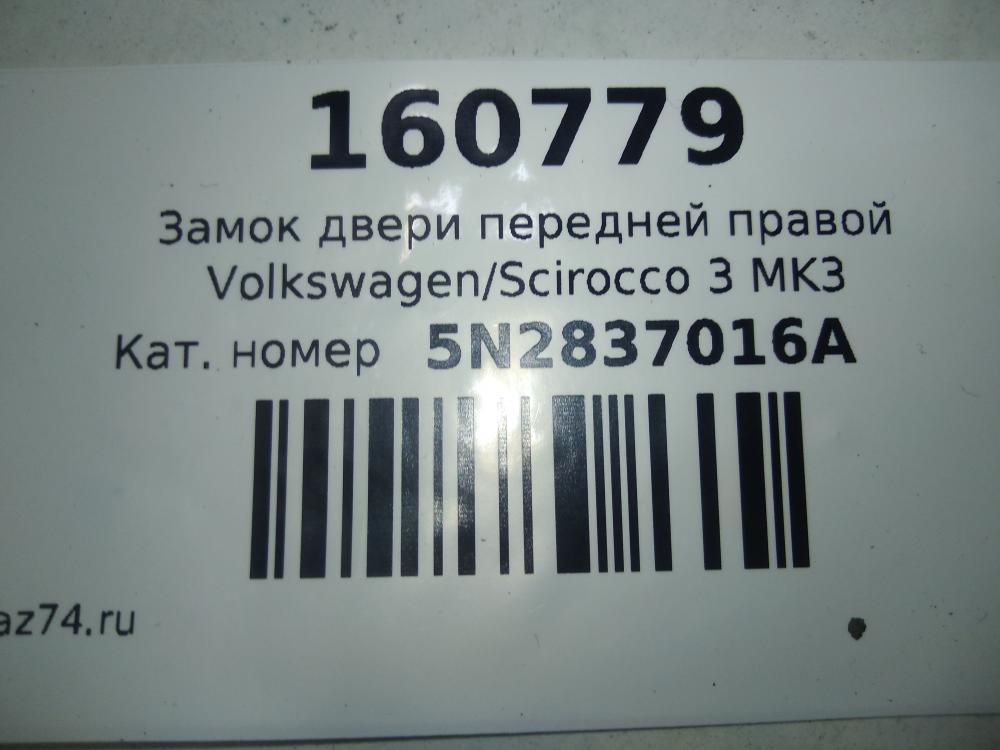 160779
Замок двери передней правой
Volkswagen/Scirocco 3 MK3
Кат. номер 5N2837016A
az74.ru